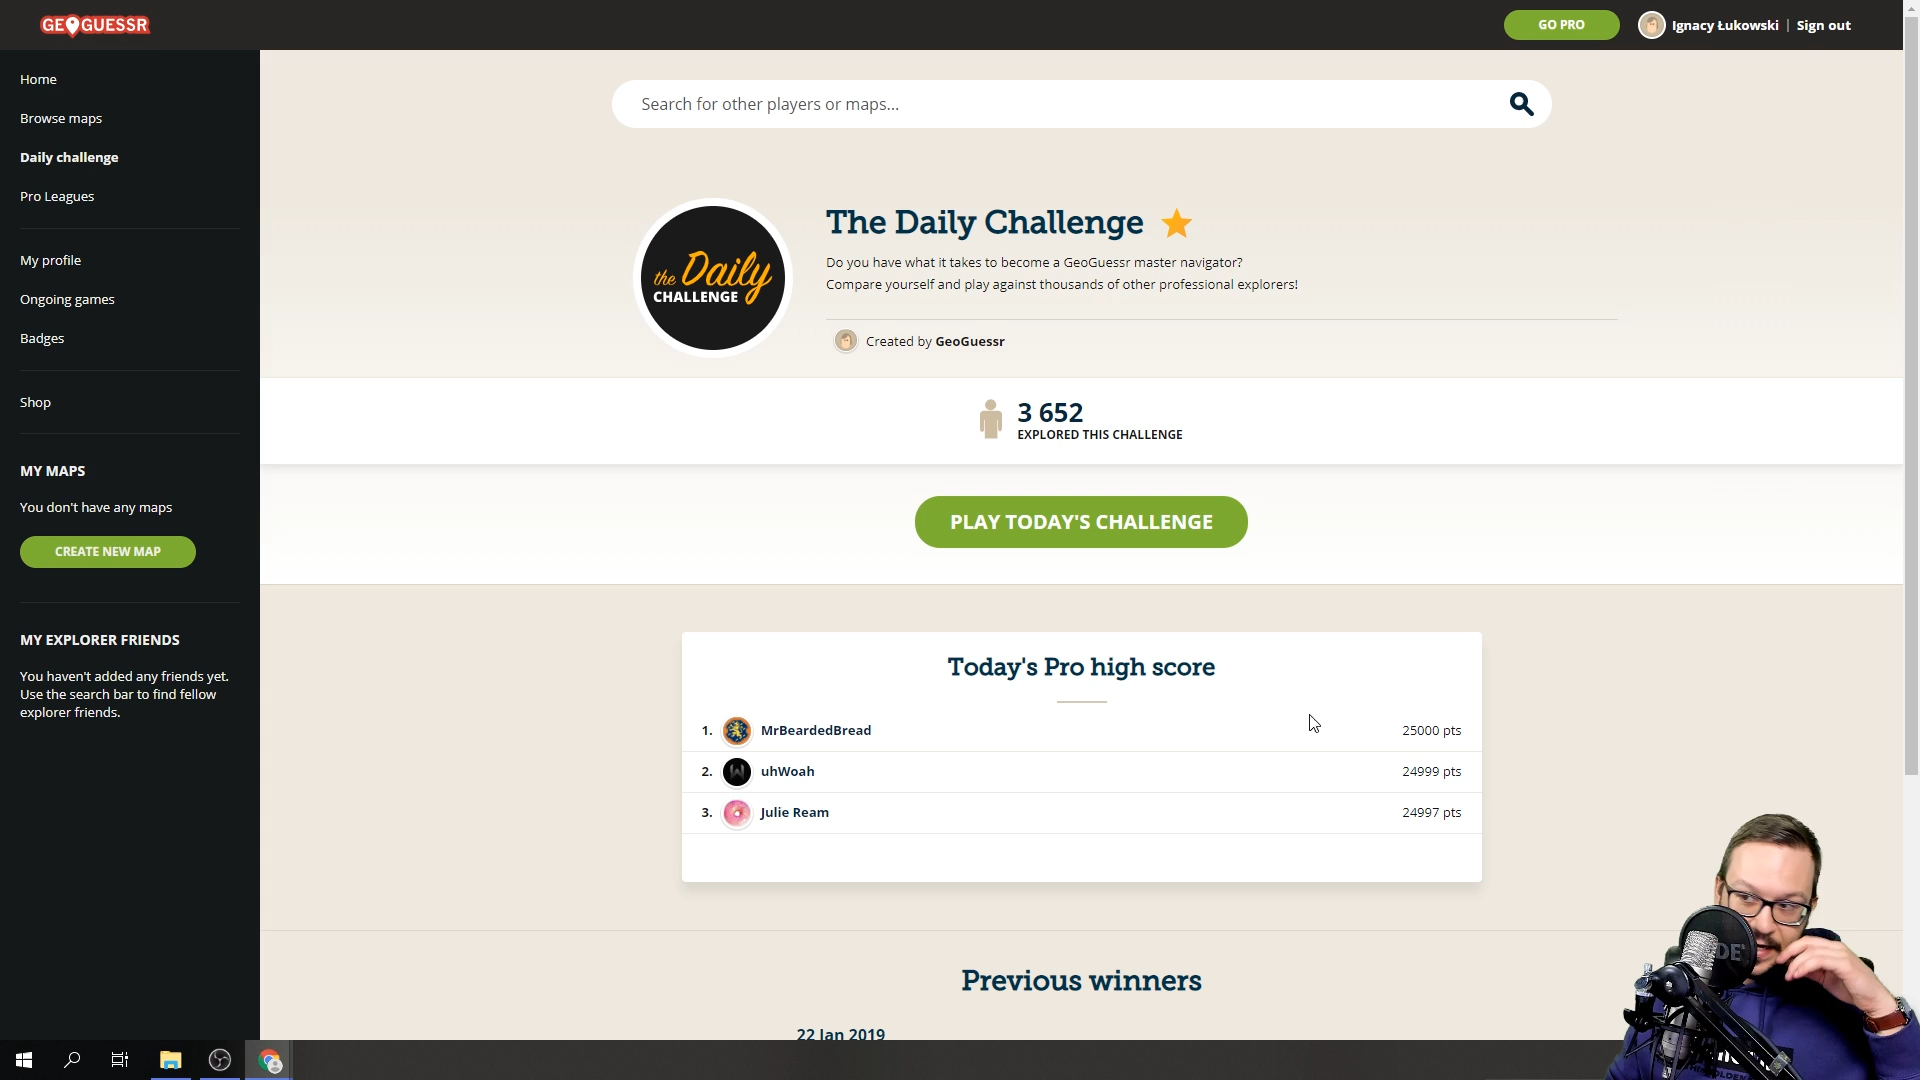 GEOGUESSR
GO PRO
Ignacy Łukowski | Sign out
Home
Browse maps
Daily challenge
Pro Leagues
My profile
Ongoing games
Badges
Shop
MY MAPS
You don't have any maps
CREATE NEW MAP
MY EXPLORER FRIENDS
You haven't added any friends yet.
Use the search bar to find fellow
explorer friends.
Search for other players or maps...
the Daily
CHALLENGE
The Daily Challenge
Do you have what it takes to become a GeoGuessr master navigator?
Compare yourself and play against thousands of other professional explorers!
Created by GeoGuessr
3 652
EXPLORED THIS CHALLENGE
PLAY TODAY'S CHALLENGE
Today's Pro high score
1. MrBeardedBread 25000 pts
2. uhWoah 24999 pts
3. Julie Ream 24997 pts
Previous winners
22 Jan 2019